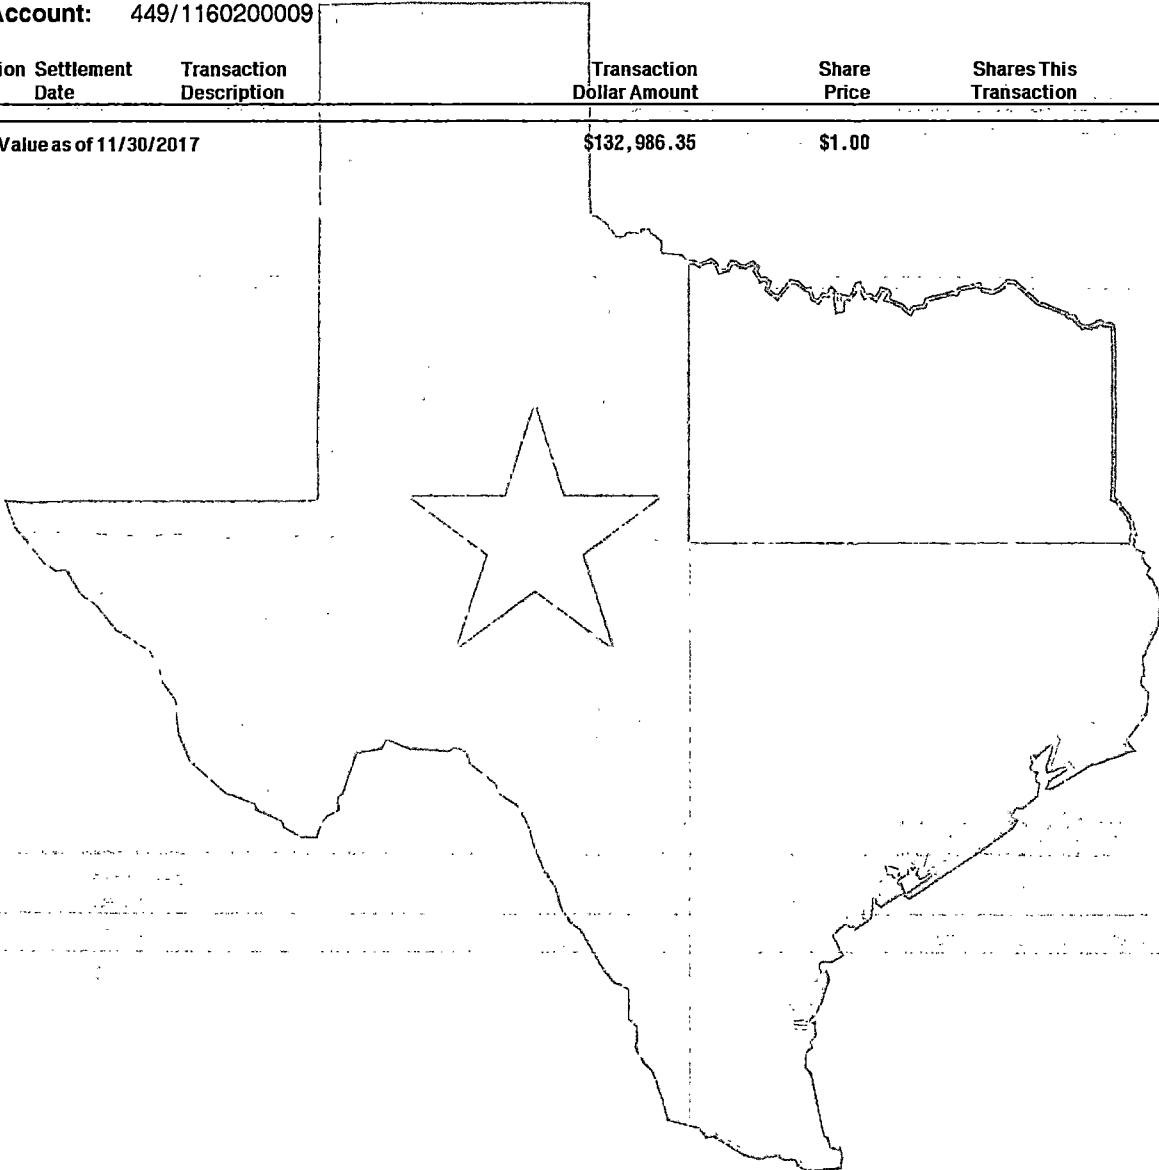 Account: 449/1160200009
ion Settlement Transaction Transaction Share Shares This
Date Description Dollar Amount Price Transaction
Value as of 11/30/2017 $132,986.35 $1.00